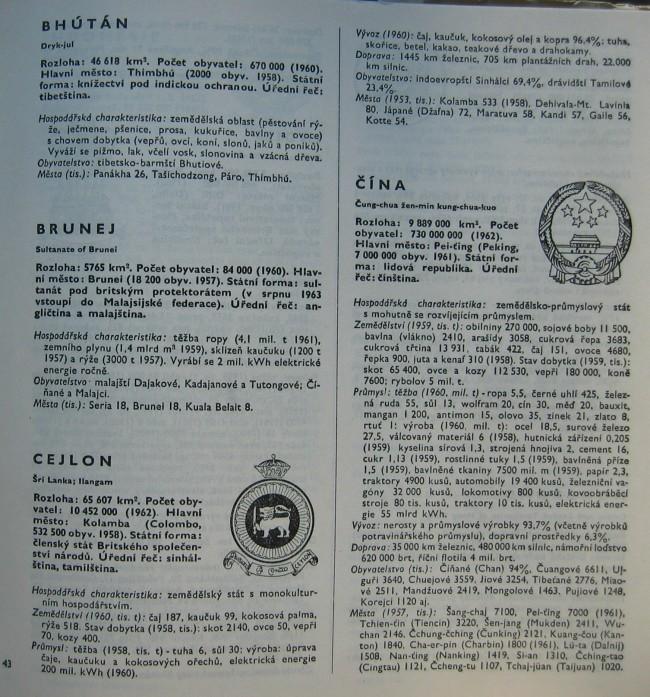 BHÚTÁN
Dryk-jul
Rozloha: 46 618 km². Počet obyvatel: 670 000 (1960).
Hlavní město: Thimbhú (2000 obyv. 1958). Státní
forma: knížectví pod indickou ochranou. Úřední řeč:
tibetština.
Hospodářská charakteristika: zemědělská oblast (pěstování rý-
že, ječmene, pšenice, prosa, kukuřice, bavlny a ovoce)
s chovem dobytka (vepřů, ovcí, koní, slonů, jaků a poniků).
Vyváží se pižmo, lak, včelí vosk, slonovina a vzácná dřeva.
Obyvatelstvo: tibetsko-barmští Bhutiové.
Města (tis.): Panákha 26, Tašíchodzong, Páro, Thimbhú.
BRUNEJ
Sultanate of Brunei
Rozloha: 5765 km². Počet obyvatel: 84 000 (1960). Hlav-
ní město: Brunei (18 200 obyv. 1957). Státní forma: sul-
tanát pod britským protektorátem (v srpnu 1963
vstoupí do Malajsijské federace). Úřední řeč: an-
gličtina a malajština.
Hospodářská charakteristika: těžba ropy (4,1 mil. t 1961),
zemního plynu (1,4 mlrd m³ 1959), sklizeň kaučuku (1200 t
1957) a rýže (3000 t 1957). Vyrábí se 2 mil. kWh elektrické
energie ročně.
Obyvatelstvo: malajští Dajakové, Kadajanové a Tutongové; Čí-
ňané a Malajci.
Města (tis.): Seria 18, Brunei 18, Kuala Belait 8.
CEJLON
Šrí Lanka; Ilangam
Rozloha: 65 607 km². Počet oby-
vatel: 10 452 000 (1962). Hlavní
město: Kolamba (Colombo,
532 500 obyv. 1958). Státní forma:
členský stát Britského společen-
ství národů. Úřední řeč: sinhál-
ština, tamilština.
Hospodářská charakteristika: zemědělský stát s monokultur-
ním hospodářstvím.
Zemědělství (1960, tis. t): čaj 187, kaučuk 99, kokosová palma,
rýže 518. Stav dobytka (1958, tis.): skot 2140, ovce 50, vepři
70, kozy 400.
Průmysl: těžba (1958, tis. t) - tuha 6, sůl 30; výroba: úprava
čaje, kaučuku a kokosových ořechů, elektrická energie
200 mil. kWh (1960).
43
Vývoz (1960): čaj, kaučuk, kokosový olej a kopra 96,4%; tuha,
skořice, betel, kakao, teakové dřevo a drahokamy.
Doprava: 1445 km železnic, 705 km plantážních drah, 22.000
km silnic.
Obyvatelstvo: indoevropští Sinhálci 69,4%, drávidští Tamilové
23,4%.
Města (1953, tis.): Kolamba 533 (1958), Dehivala-Mt. Lavinia
80, Jápané (Džafna) 72, Maratuva 58, Kandi 57, Galle 56,
Kotte 54.
ČÍNA
Čung-chua žen-min kung-chua-kuo
Rozloha: 9 889 000 km². Počet
obyvatel: 730 000 000 (1962).
Hlavní město: Pei-ťing (Peking,
7 000 000 obyv. 1961). Státní for-
ma: lidová republika. Úřední
řeč: čínština.
Hospodářská charakteristika: zemědělsko-průmyslový stát
s mohutně se rozvíjejícím průmyslem.
Zemědělství (1959, tis. t): obilniny 270 000, sojové boby 11 500,
bavlna (vlákno) 2410, arašídy 3058, cukrová řepa 3683,
cukrová třtina 13 931, tabák 422, čaj 151, ovoce 4680,
řepka 900, juta a kenaf 310 (1958). Stav dobytka (1959, tis.):
skot 65 400, ovce a kozy 112 530, vepři 180 000, koně
7600; rybolov 5 mil. t.
Průmysl: těžba (1960, mil. t) - ropa 5,5, černé uhlí 425, želez-
ná ruda 55, sůl 13, wolfram 20, cín 30, měď 20, bauxit,
mangan 1 200, antimon 15, olovo 35, zinek 21, zlato 8,
rtuť 1; výroba (1960, mil. t): ocel 18,5, surové železo
27,5, válcovaný materiál 6 (1958), hutnická zařízení 0,205
(1959) kyselina sírová 1,3, strojená hnojiva 2, cement 16,
cukr 1,13 (1959), rostlinné tuky 1,5 (1959), bavlněná příze
1,5 (1959), bavlněné tkaniny 7500 mil. m (1959), papír 2,3,
traktory 4900 kusů, automobily 19 400 kusů, železniční va-
góny 32 000 kusů, lokomotivy 800 kusů, kovoobráběcí
stroje 80 tis. kusů, traktory 10 tis. kusů, elektrická ener-
gie 55 mlrd kWh.
Vývoz: nerosty a průmyslové výrobky 93,7% (včetně výrobků
potravinářského průmyslu), dopravní prostředky 6,3%.
Doprava: 35 000 km železnic, 480 000 km silnic, námořní loďstvo
620 000 brt, říční flotila 4 mil. brt.
Obyvatelstvo (tis.): Číňané (Chan) 94%, Čuangové 6611, Uj-
guři 3640, Chuejové 3559, Jiové 3254, Tibeťané 2776, Miao-
vé 2511, Mandžuové 2419, Mongolové 1463, Pujiové 1248,
Korejci 1120 aj.
Města (1957, tis.): Šang-chaj 7100, Pei-ťing 7000 (1961),
Tchien-ťin (Tiencin) 3220, Šen-jang (Mukden) 2411, Wu-
chan 2146, Čchung-čching (Čunking) 2121, Kuang-čou (Kan-
ton) 1840, Cha-er-pin (Charbin) 1800 (1961), Lü-ta (Dalnij)
1508, Nan-ťing (Nanking) 1419, Si-an 1310, Čching-tao
(Cingtau) 1121, Čcheng-tu 1107, Tchaj-jüan (Taijuan) 1020.